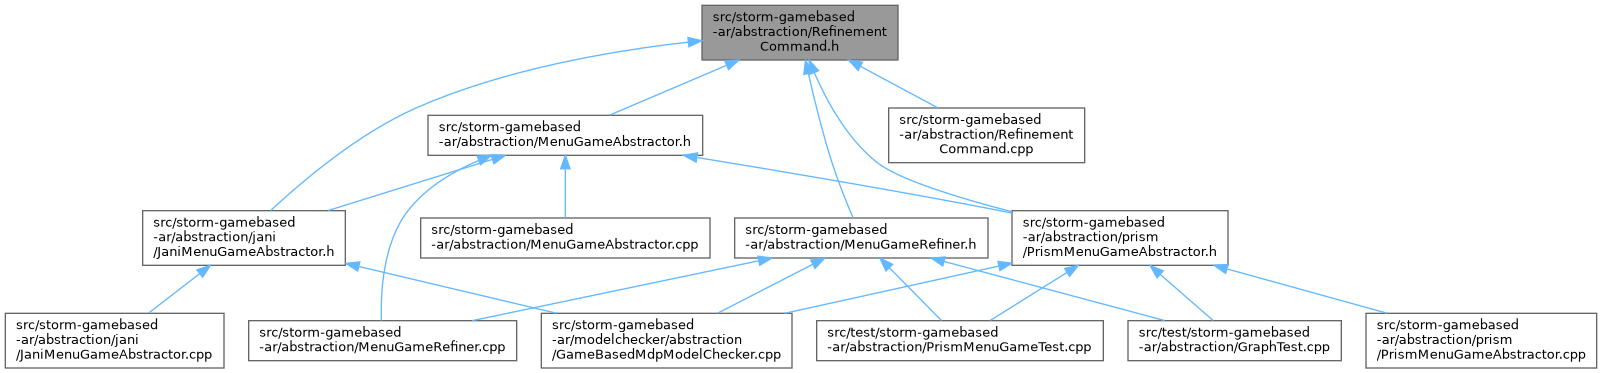 src/storm-gamebased
-ar/abstraction/Refinement
Command.h
src/storm-gamebased
-ar/abstraction/MenuGameAbstractor.h
src/storm-gamebased
-ar/abstraction/Refinement
Command.cpp
src/storm-gamebased
-ar/abstraction/jani
/JaniMenuGameAbstractor.h
src/storm-gamebased
-ar/abstraction/MenuGameAbstractor.cpp
src/storm-gamebased
-ar/abstraction/MenuGameRefiner.h
src/storm-gamebased
-ar/abstraction/prism
/PrismMenuGameAbstractor.h
src/storm-gamebased
-ar/abstraction/jani
/JaniMenuGameAbstractor.cpp
src/storm-gamebased
-ar/abstraction/MenuGameRefiner.cpp
src/storm-gamebased
-ar/modelchecker/abstraction
/GameBasedMdpModelChecker.cpp
src/test/storm-gamebased
-ar/abstraction/PrismMenuGameTest.cpp
src/test/storm-gamebased
-ar/abstraction/GraphTest.cpp
src/storm-gamebased
-ar/abstraction/prism
/PrismMenuGameAbstractor.cpp